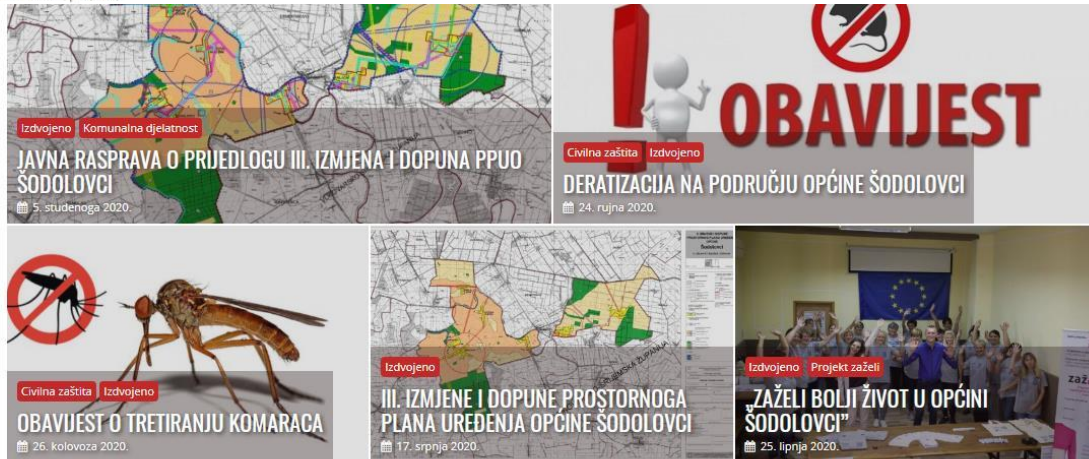 Izdvojeno Komunalna djelatnost
JAVNA RASPRAVA O PRIJEDLOGU III. IZMJENA I DOPUNA PPUO
ŠODOLOVCI
5. studenoga 2020.
OBAVIJEST
Civilna zaštita Izdvojeno
DERATIZACIJA NA PODRUČJU OPĆINE ŠODOLOVCI
24. rujna 2020.
Civilna zaštita Izdvojeno
OBAVIJEST O TRETIRANJU KOMARACA
26. kolovoza 2020.
Šodolovci
Izdvojeno
III. IZMJENE I DOPUNE PROSTORNOGA
PLANA UREĐENJA OPĆINE ŠODOLOVCI
17. srpnja 2020.
Izdvojeno Projekt zaželi
„ZAŽELI BOLJI ŽIVOT U OPĆINI
ŠODOLOVCI”
25. lipnja 2020.